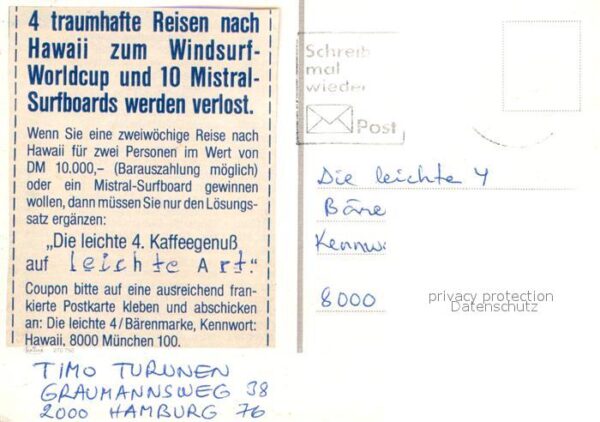 4 traumhafte Reisen nach
Hawaii zum Windsurf-
Worldcup und 10 Mistral-
Surfboards werden verlost.
Wenn Sie eine zweiwöchige Reise nach
Hawaii für zwei Personen im Wert von
DM 10.000,– (Barauszahlung möglich)
oder ein Mistral-Surfboard gewinnen
wollen, dann müssen Sie nur den Lösungs-
satz ergänzen:
„Die leichte 4. Kaffeegenuß
auf leichte Art."
Coupon bitte auf eine ausreichend fran-
kierte Postkarte kleben und abschicken
an: Die leichte 4/Bärenmarke, Kennwort:
Hawaii, 8000 München 100.
TIMO TURUNEN
GRAUMANNSWEG 38
2000 HAMBURG 76
Schreib
mal
wieder
Post
Die leichte 4
Bäre
Kennw
8000
privacy protection
Datenschutz